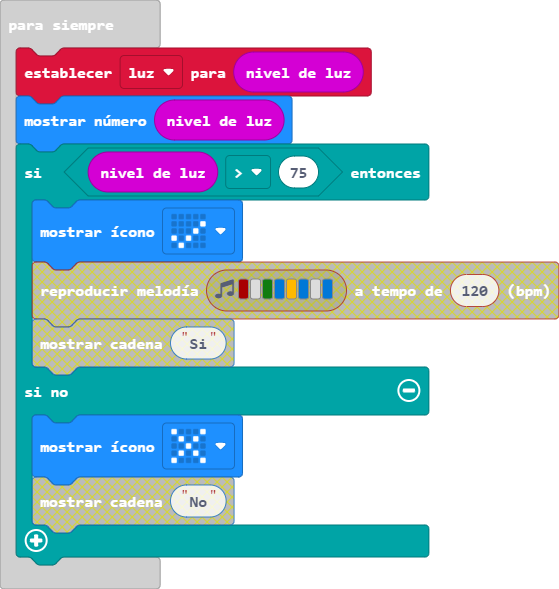 para siempre
establecer luz para nivel de luz
mostrar número nivel de luz
si nivel de luz > 75 entonces
mostrar ícono
reproducir melodía a tempo de 120 (bpm)
mostrar cadena "Si"
si no
mostrar ícono
mostrar cadena "No"